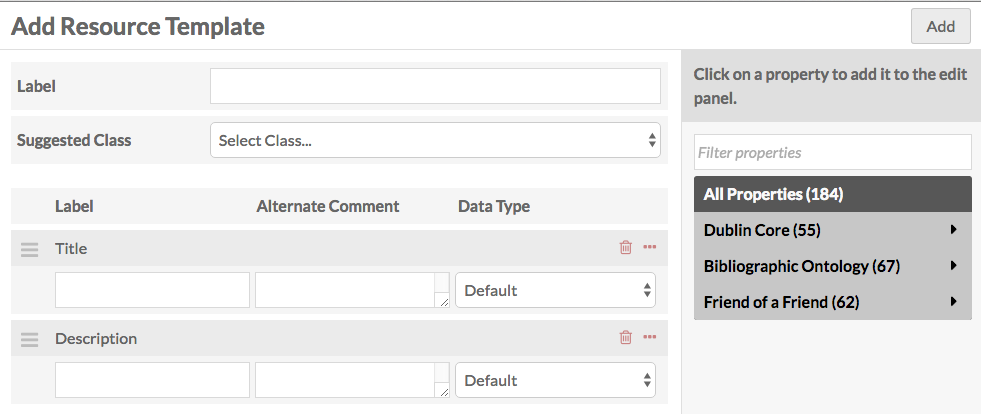 Add Resource Template
Add
Label
Suggested Class
Select Class...
Label Alternate Comment Data Type
Title
Default
Description
Default
Click on a property to add it to the edit
panel.
Filter properties
All Properties (184)
Dublin Core (55)
Bibliographic Ontology (67)
Friend of a Friend (62)